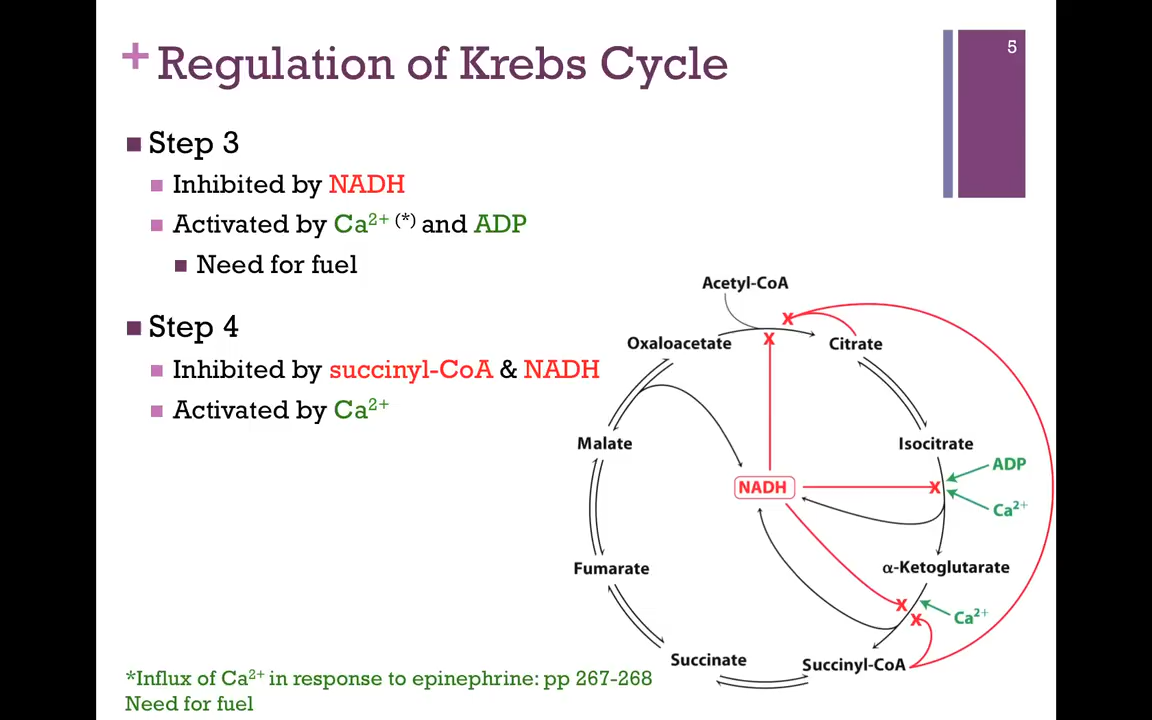 5
+ Regulation of Krebs Cycle
Step 3
Inhibited by NADH
Activated by Ca²⁺ (*) and ADP
Need for fuel
Step 4
Inhibited by succinyl-CoA & NADH
Activated by Ca²⁺
Acetyl-CoA
X
Oxaloacetate
X
Citrate
Malate
Isocitrate
ADP
NADH
X
Ca²⁺
Fumarate
α-Ketoglutarate
X
X
Ca²⁺
Succinate
Succinyl-CoA
*Influx of Ca²⁺ in response to epinephrine: pp 267-268
Need for fuel